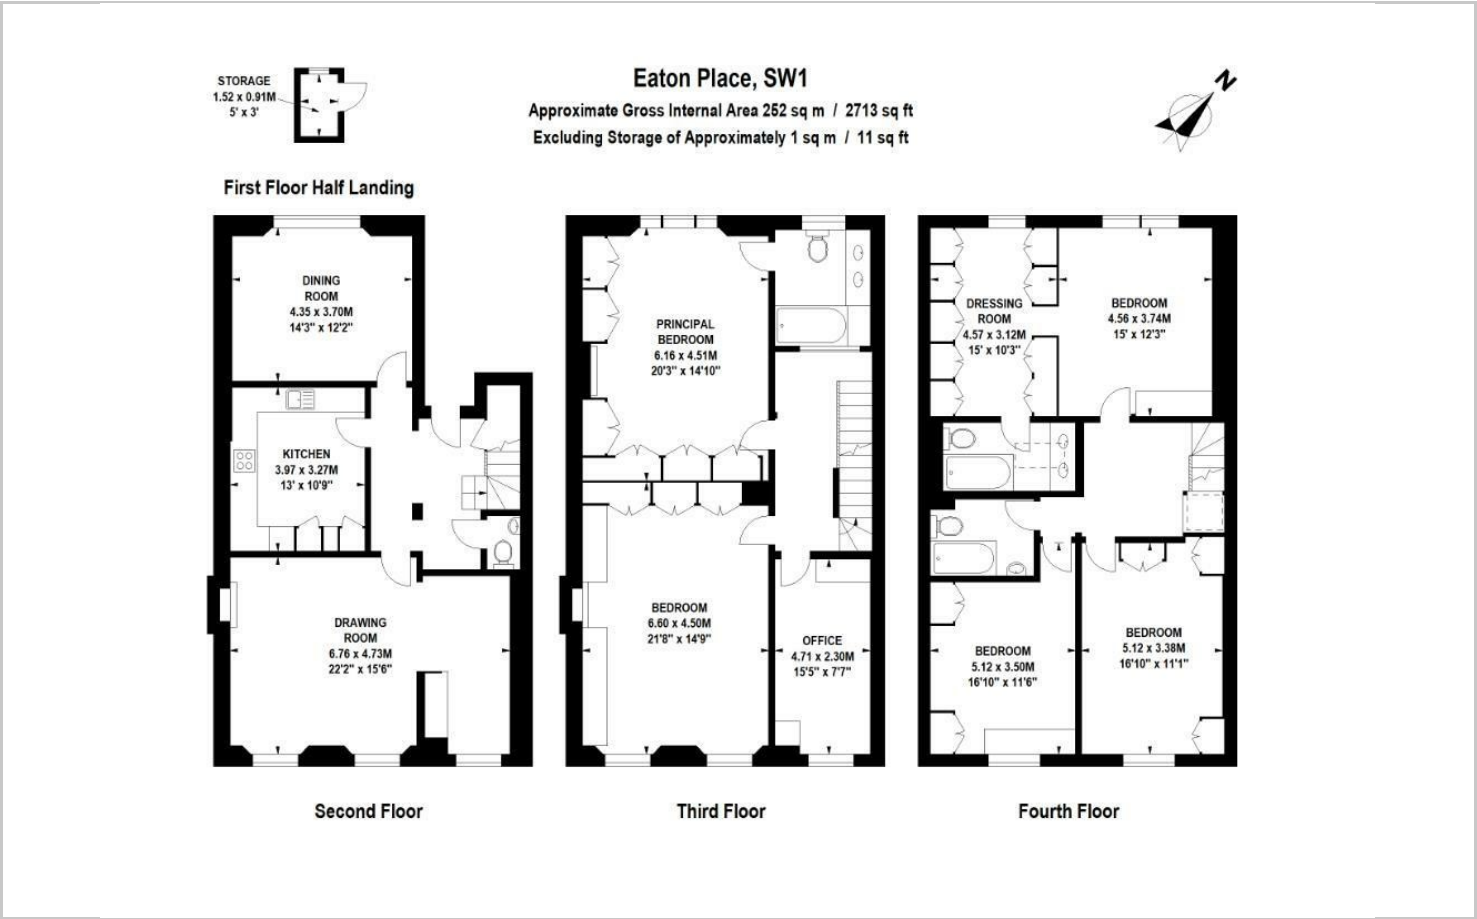 Eaton Place, SW1
Approximate Gross Internal Area 252 sq m / 2713 sq ft
Excluding Storage of Approximately 1 sq m / 11 sq ft
N
STORAGE
1.52 x 0.91M
5' x 3'
First Floor Half Landing
DINING
ROOM
4.35 x 3.70M
14'3" x 12'2"
KITCHEN
3.97 x 3.27M
13' x 10'9"
DRAWING
ROOM
6.76 x 4.73M
22'2" x 15'6"
Second Floor
PRINCIPAL
BEDROOM
6.16 x 4.51M
20'3" x 14'10"
BEDROOM
6.60 x 4.50M
21'8" x 14'9"
OFFICE
4.71 x 2.30M
15'5" x 7'7"
Third Floor
DRESSING
ROOM
4.57 x 3.12M
15' x 10'3"
BEDROOM
4.56 x 3.74M
15' x 12'3"
BEDROOM
5.12 x 3.50M
16'10" x 11'6"
BEDROOM
5.12 x 3.38M
16'10" x 11'1"
Fourth Floor